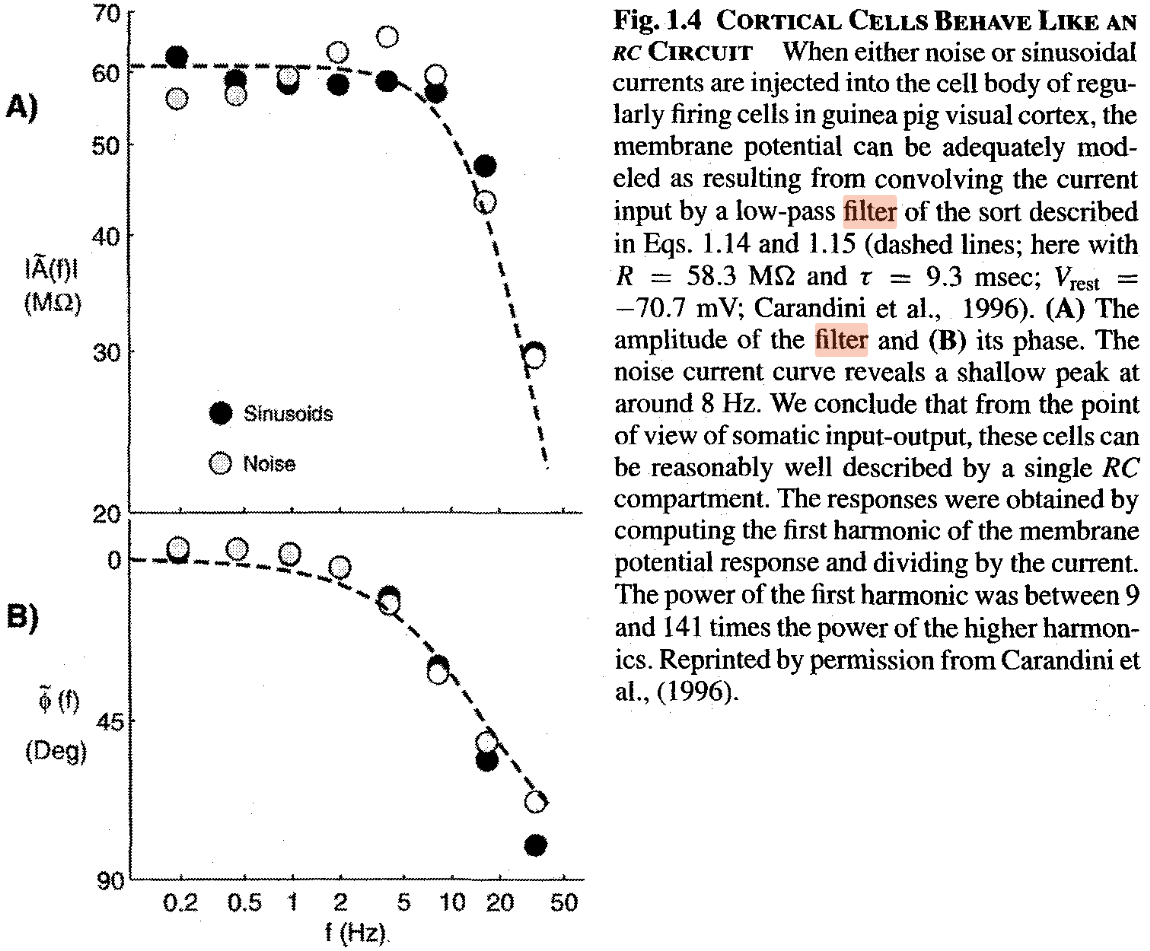 70
60
A)
50
40
|Ã(f)|
(MΩ)
30
Sinusoids
Noise
20
0
B)
ϕ̃ (f)
45
(Deg)
90
0.2 0.5 1 2 5 10 20 50
f (Hz).
Fig. 1.4 CORTICAL CELLS BEHAVE LIKE AN
RC CIRCUIT When either noise or sinusoidal
currents are injected into the cell body of regu-
larly firing cells in guinea pig visual cortex, the
membrane potential can be adequately mod-
eled as resulting from convolving the current
input by a low-pass filter of the sort described
in Eqs. 1.14 and 1.15 (dashed lines; here with
R = 58.3 MΩ and τ = 9.3 msec; Vrest =
−70.7 mV; Carandini et al., 1996). (A) The
amplitude of the filter and (B) its phase. The
noise current curve reveals a shallow peak at
around 8 Hz. We conclude that from the point
of view of somatic input-output, these cells can
be reasonably well described by a single RC
compartment. The responses were obtained by
computing the first harmonic of the membrane
potential response and dividing by the current.
The power of the first harmonic was between 9
and 141 times the power of the higher harmon-
ics. Reprinted by permission from Carandini et
al., (1996).